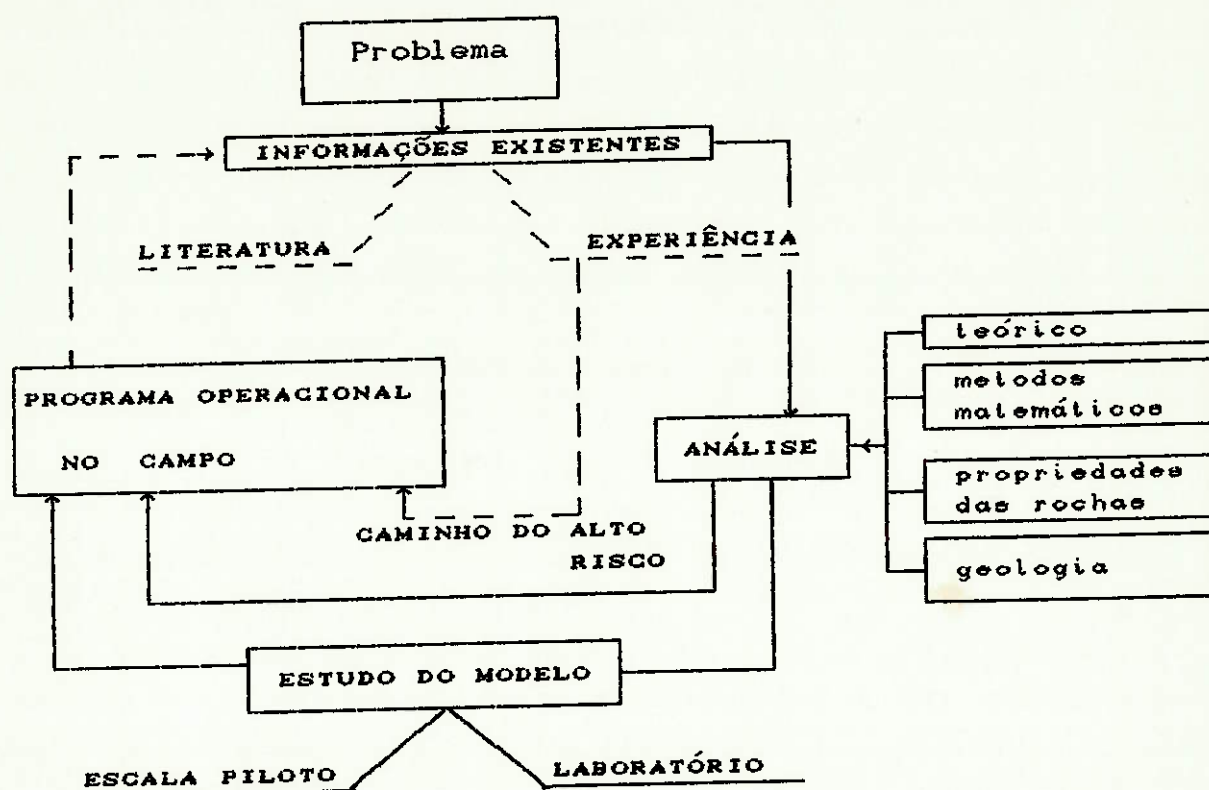 Problema
INFORMAÇÕES EXISTENTES
LITERATURA
EXPERIÊNCIA
PROGRAMA OPERACIONAL
NO CAMPO
ANÁLISE
teórico
metodos
matemáticos
propriedades
das rochas
geologia
CAMINHO DO ALTO
RISCO
ESTUDO DO MODELO
ESCALA PILOTO
LABORATÓRIO